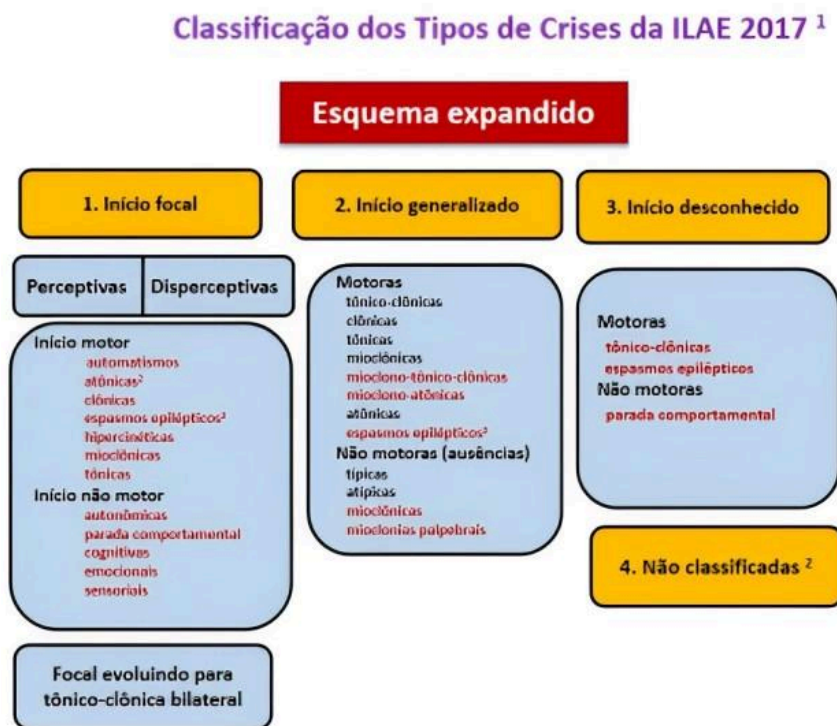 Classificação dos Tipos de Crises da ILAE 2017 ¹
Esquema expandido
1. Início focal
Perceptivas
Disperceptivas
Início motor
automatismos
atônicas²
clônicas
espasmos epilépticos²
hipercinéticas
mioclônicas
tônicas
Início não motor
autonômicas
parada comportamental
cognitivas
emocionais
sensoriais
Focal evoluindo para
tônico-clônica bilateral
2. Início generalizado
Motoras
tônico-clônicas
clônicas
tônicas
mioclônicas
mioclono-tônico-clônicas
mioclono-atônicas
atônicas
espasmos epilépticos²
Não motoras (ausências)
típicas
atípicas
mioclônicas
mioclonias palpebrais
3. Início desconhecido
Motoras
tônico-clônicas
espasmos epilépticos
Não motoras
parada comportamental
4. Não classificadas ²